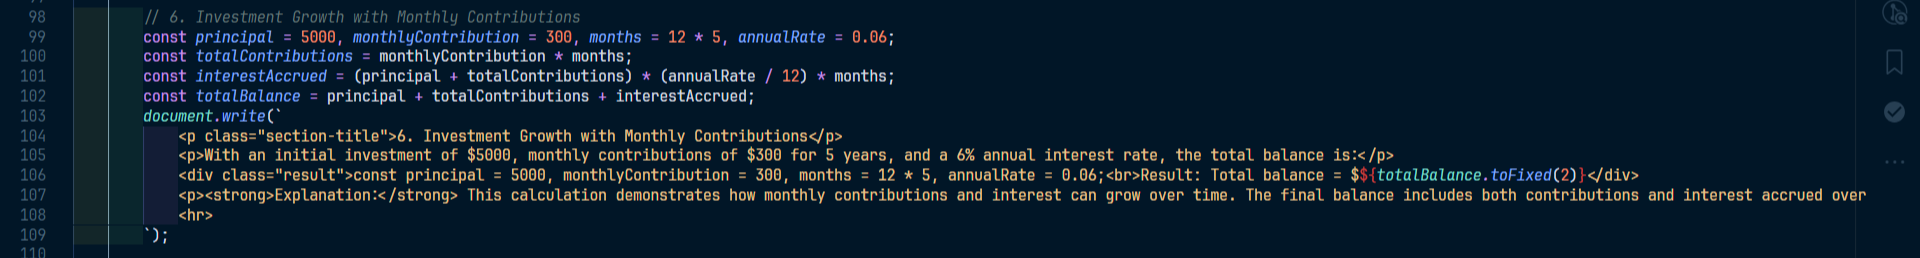 98 // 6. Investment Growth with Monthly Contributions
99 const principal = 5000, monthlyContribution = 300, months = 12 * 5, annualRate = 0.06;
100 const totalContributions = monthlyContribution * months;
101 const interestAccrued = (principal + totalContributions) * (annualRate / 12) * months;
102 const totalBalance = principal + totalContributions + interestAccrued;
103 document.write(`
104 <p class="section-title">6. Investment Growth with Monthly Contributions</p>
105 <p>With an initial investment of $5000, monthly contributions of $300 for 5 years, and a 6% annual interest rate, the total balance is:</p>
106 <div class="result">const principal = 5000, monthlyContribution = 300, months = 12 * 5, annualRate = 0.06;<br>Result: Total balance = $${totalBalance.toFixed(2)}</div>
107 <p><strong>Explanation:</strong> This calculation demonstrates how monthly contributions and interest can grow over time. The final balance includes both contributions and interest accrued over
108 <hr>
109 `);
110